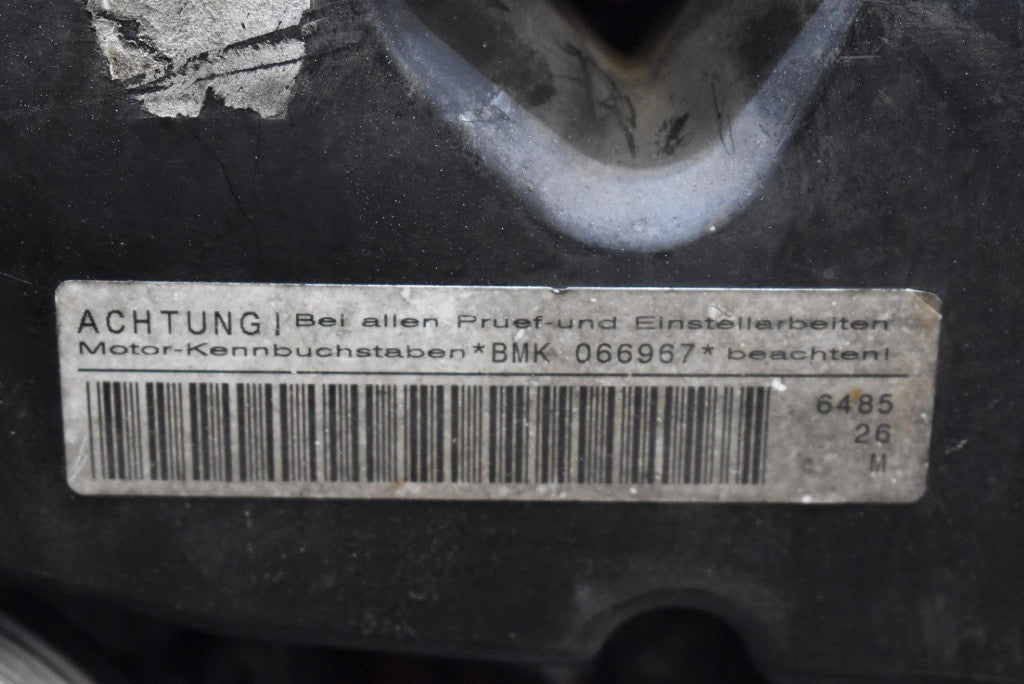 ACHTUNG! Bei allen Pruef-und Einstellarbeiten
Motor-Kennbuchstaben *BMK 066967* beachten!
6485
26
M